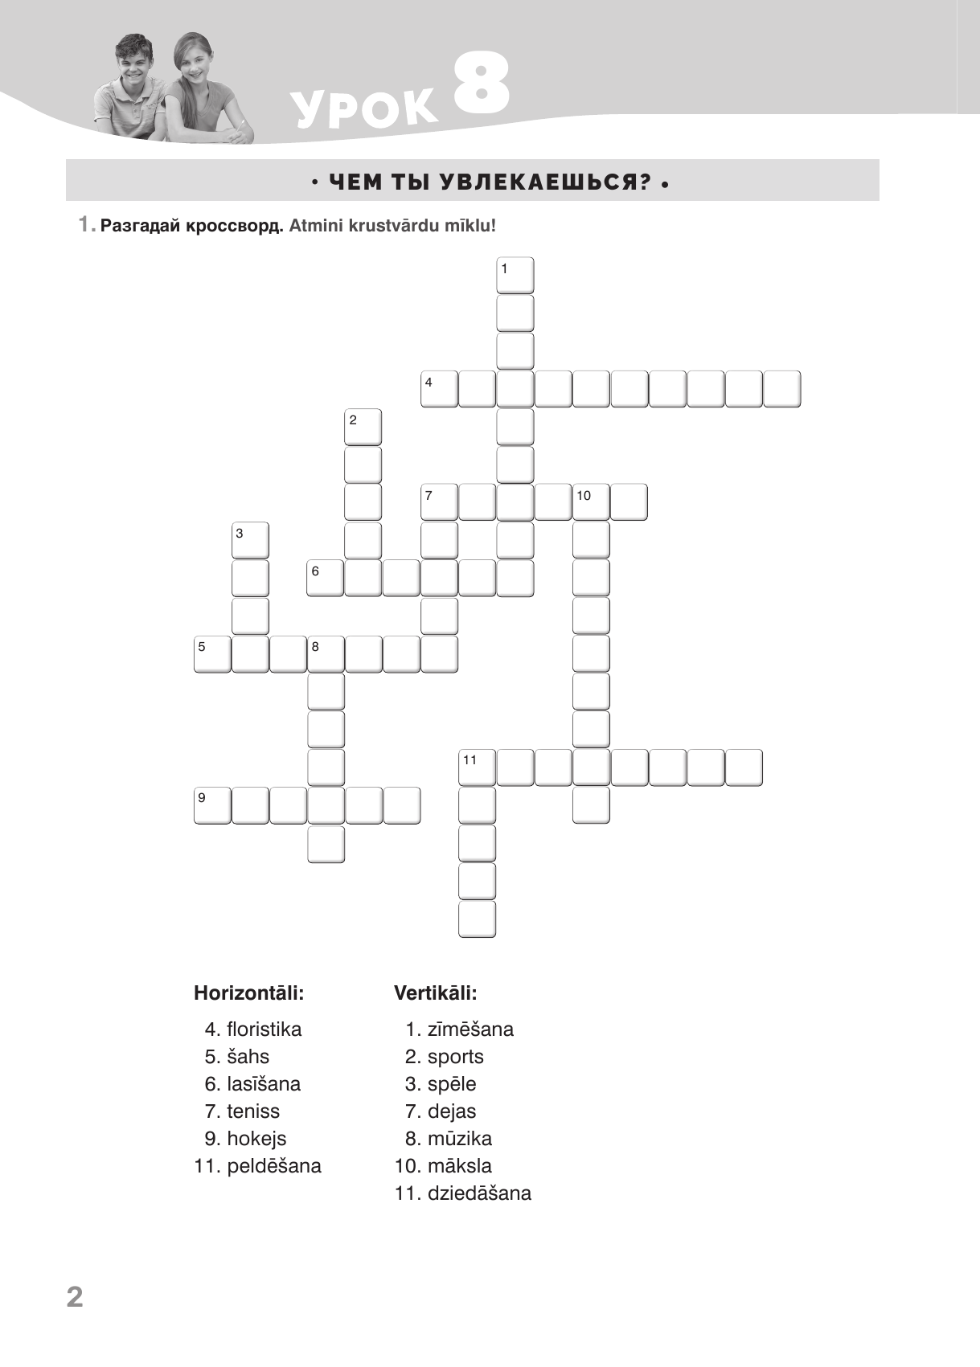 УРОК 8
• ЧЕМ ТЫ УВЛЕКАЕШЬСЯ? •
1. Разгадай кроссворд. Atmini krustvārdu mīklu!
1
4
2
7 10
3
6
5 8
11
9
Horizontāli:
4. floristika
5. šahs
6. lasīšana
7. teniss
9. hokejs
11. peldēšana
Vertikāli:
1. zīmēšana
2. sports
3. spēle
7. dejas
8. mūzika
10. māksla
11. dziedāšana
2